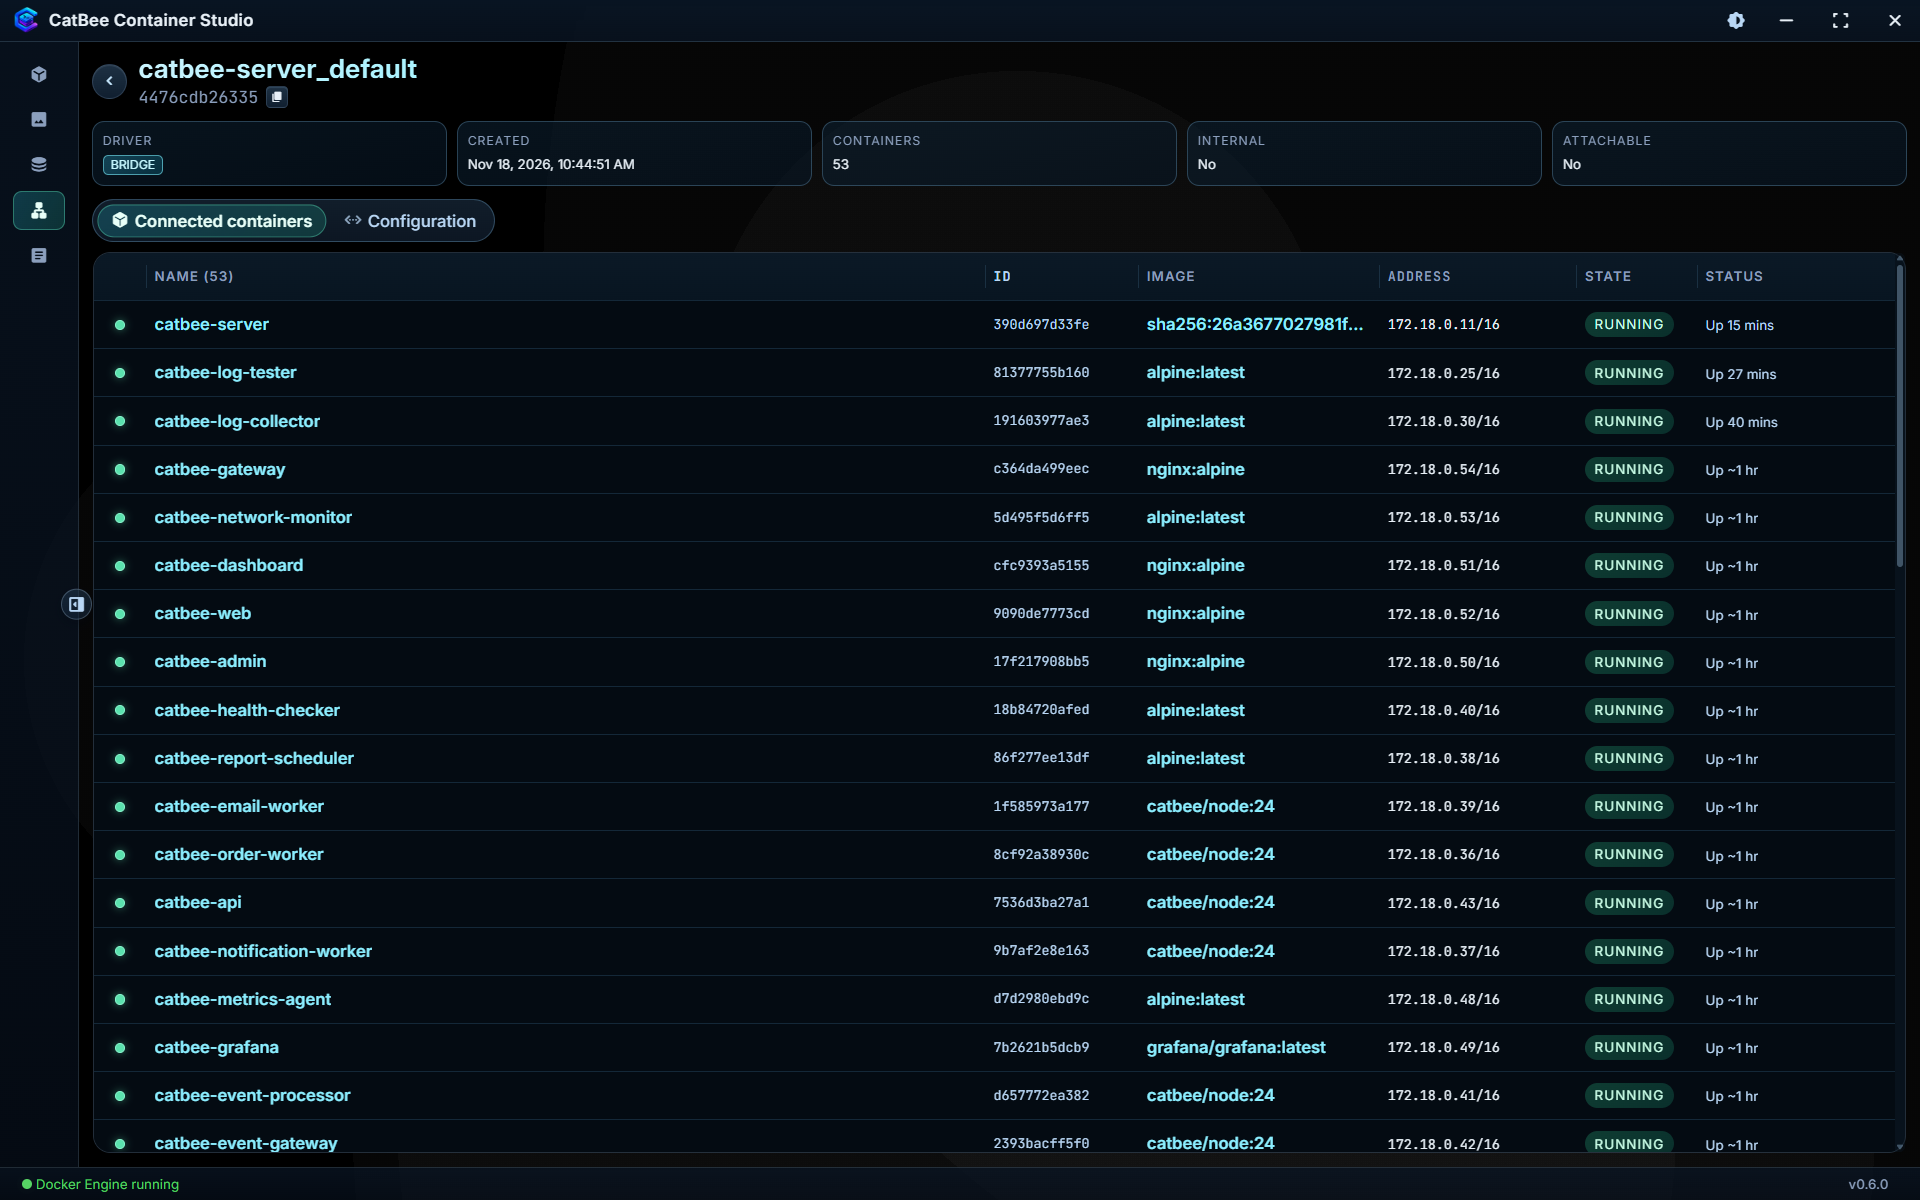 CatBee Container Studio
catbee-server_default
4476cdb26335
DRIVER CREATED CONTAINERS INTERNAL ATTACHABLE
BRIDGE Nov 18, 2026, 10:44:51 AM 53 No No
Connected containers Configuration
NAME (53) ID IMAGE ADDRESS STATE STATUS
catbee-server 390d697d33fe sha256:26a3677027981f... 172.18.0.11/16 RUNNING Up 15 mins
catbee-log-tester 81377755b160 alpine:latest 172.18.0.25/16 RUNNING Up 27 mins
catbee-log-collector 191603977ae3 alpine:latest 172.18.0.30/16 RUNNING Up 40 mins
catbee-gateway c364da499eec nginx:alpine 172.18.0.54/16 RUNNING Up ~1 hr
catbee-network-monitor 5d495f5d6ff5 alpine:latest 172.18.0.53/16 RUNNING Up ~1 hr
catbee-dashboard cfc9393a5155 nginx:alpine 172.18.0.51/16 RUNNING Up ~1 hr
catbee-web 9090de7773cd nginx:alpine 172.18.0.52/16 RUNNING Up ~1 hr
catbee-admin 17f217908bb5 nginx:alpine 172.18.0.50/16 RUNNING Up ~1 hr
catbee-health-checker 18b84720afed alpine:latest 172.18.0.40/16 RUNNING Up ~1 hr
catbee-report-scheduler 86f277ee13df alpine:latest 172.18.0.38/16 RUNNING Up ~1 hr
catbee-email-worker 1f585973a177 catbee/node:24 172.18.0.39/16 RUNNING Up ~1 hr
catbee-order-worker 8cf92a38930c catbee/node:24 172.18.0.36/16 RUNNING Up ~1 hr
catbee-api 7536d3ba27a1 catbee/node:24 172.18.0.43/16 RUNNING Up ~1 hr
catbee-notification-worker 9b7af2e8e163 catbee/node:24 172.18.0.37/16 RUNNING Up ~1 hr
catbee-metrics-agent d7d2980ebd9c alpine:latest 172.18.0.48/16 RUNNING Up ~1 hr
catbee-grafana 7b2621b5dcb9 grafana/grafana:latest 172.18.0.49/16 RUNNING Up ~1 hr
catbee-event-processor d657772ea382 catbee/node:24 172.18.0.41/16 RUNNING Up ~1 hr
catbee-event-gateway 2393bacff5f0 catbee/node:24 172.18.0.42/16 RUNNING Up ~1 hr
Docker Engine running v0.6.0